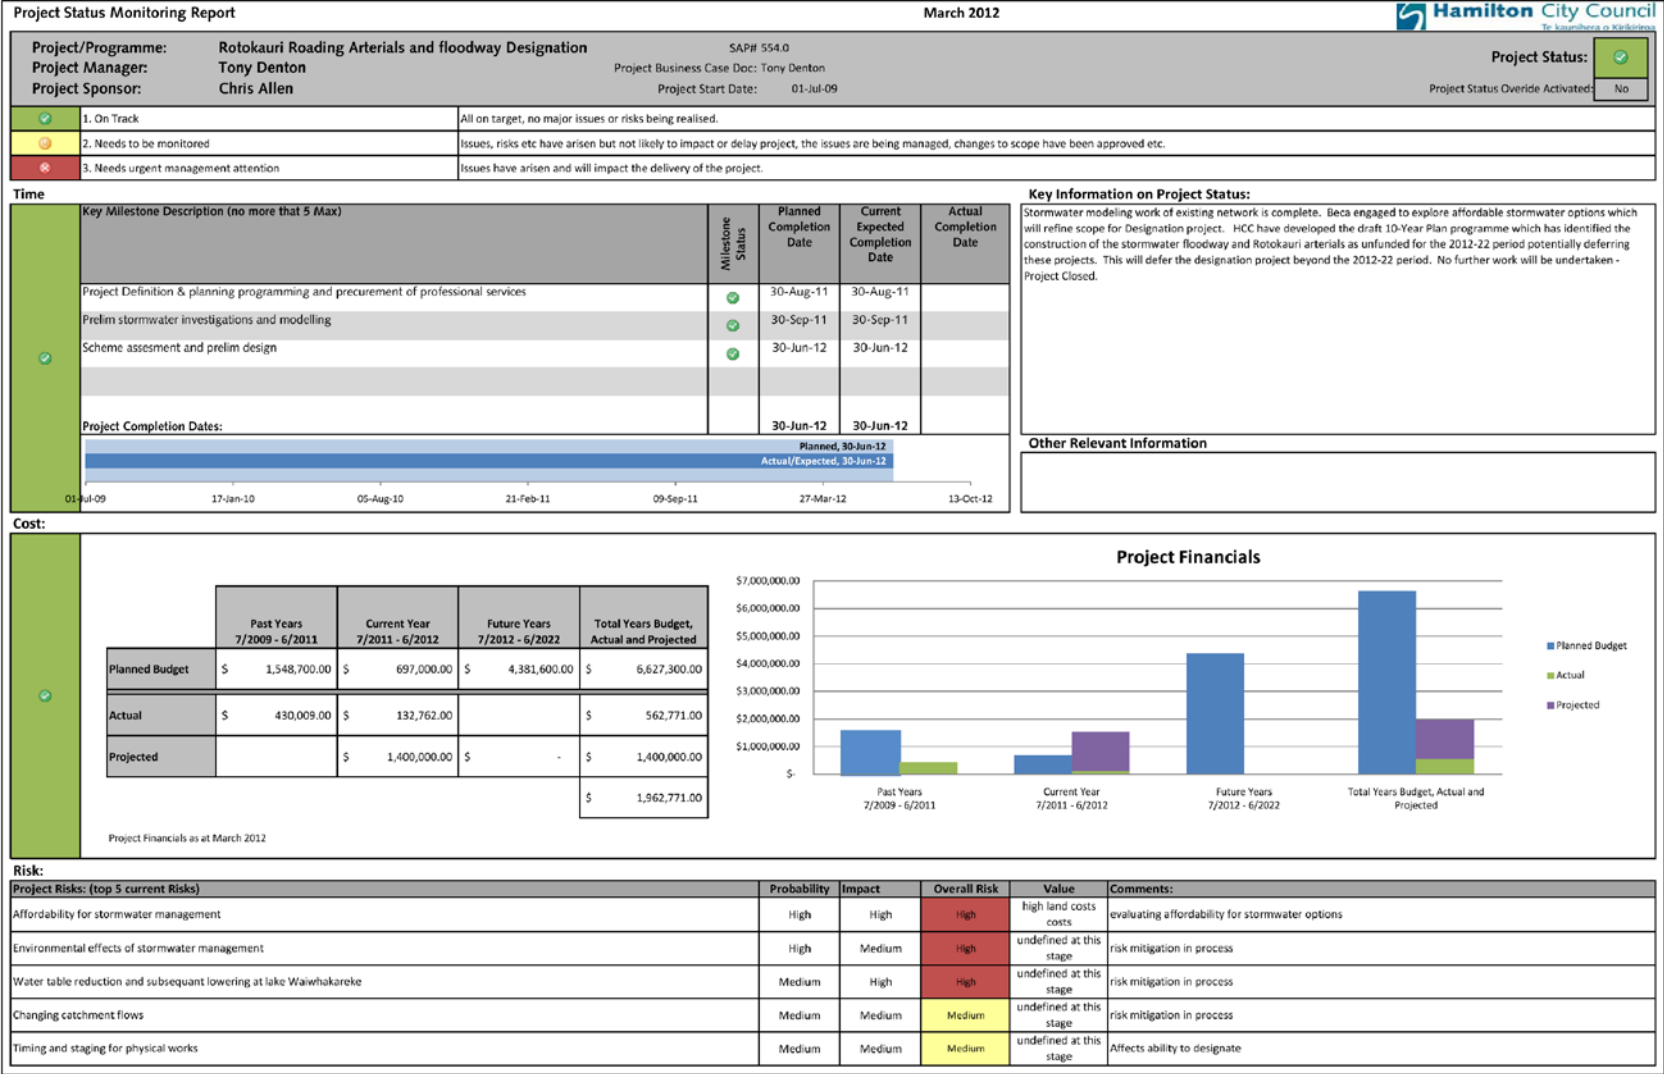 Project Status Monitoring Report
March 2012
Hamilton City Council
Te kaunihera o Kirikiriroa
Project/Programme: Rotokauri Roading Arterials and floodway Designation
SAP# 554.0
Project Manager: Tony Denton
Project Business Case Doc: Tony Denton
Project Sponsor: Chris Allen
Project Start Date: 01-Jul-09
Project Status:
Project Status Overide Activated: No
1. On Track All on target, no major issues or risks being realised.
2. Needs to be monitored Issues, risks etc have arisen but not likely to impact or delay project, the issues are being managed, changes to scope have been approved etc.
3. Needs urgent management attention Issues have arisen and will impact the delivery of the project.
Time
Key Milestone Description (no more that 5 Max)
Milestone
Status
Planned
Completion
Date
Current
Expected
Completion
Date
Actual
Completion
Date
Project Definition & planning programming and precurement of professional services 30-Aug-11 30-Aug-11
Prelim stormwater investigations and modelling 30-Sep-11 30-Sep-11
Scheme assesment and prelim design 30-Jun-12 30-Jun-12
Project Completion Dates: 30-Jun-12 30-Jun-12
Planned, 30-Jun-12
Actual/Expected, 30-Jun-12
01-Jul-09 17-Jan-10 05-Aug-10 21-Feb-11 09-Sep-11 27-Mar-12 13-Oct-12
Key Information on Project Status:
Stormwater modeling work of existing network is complete. Beca engaged to explore affordable stormwater options which
will refine scope for Designation project. HCC have developed the draft 10-Year Plan programme which has identified the
construction of the stormwater floodway and Rotokauri arterials as unfunded for the 2012-22 period potentially deferring
these projects. This will defer the designation project beyond the 2012-22 period. No further work will be undertaken -
Project Closed.
Other Relevant Information
Cost:
Past Years
7/2009 - 6/2011
Current Year
7/2011 - 6/2012
Future Years
7/2012 - 6/2022
Total Years Budget,
Actual and Projected
Planned Budget $ 1,548,700.00 $ 697,000.00 $ 4,381,600.00 $ 6,627,300.00
Actual $ 430,009.00 $ 132,762.00 $ 562,771.00
Projected $ 1,400,000.00 $ - $ 1,400,000.00
$ 1,962,771.00
Project Financials as at March 2012
Project Financials
$7,000,000.00
$6,000,000.00
$5,000,000.00
$4,000,000.00
$3,000,000.00
$2,000,000.00
$1,000,000.00
$-
Past Years
7/2009 - 6/2011
Current Year
7/2011 - 6/2012
Future Years
7/2012 - 6/2022
Total Years Budget, Actual and
Projected
Planned Budget
Actual
Projected
Risk:
Project Risks: (top 5 current Risks) Probability Impact Overall Risk Value Comments:
Affordability for stormwater management High High High high land costs costs evaluating affordability for stormwater options
Environmental effects of stormwater management High Medium High undefined at this stage risk mitigation in process
Water table reduction and subsequant lowering at lake Waiwhakareke Medium High High undefined at this stage risk mitigation in process
Changing catchment flows Medium Medium Medium undefined at this stage risk mitigation in process
Timing and staging for physical works Medium Medium Medium undefined at this stage Affects ability to designate